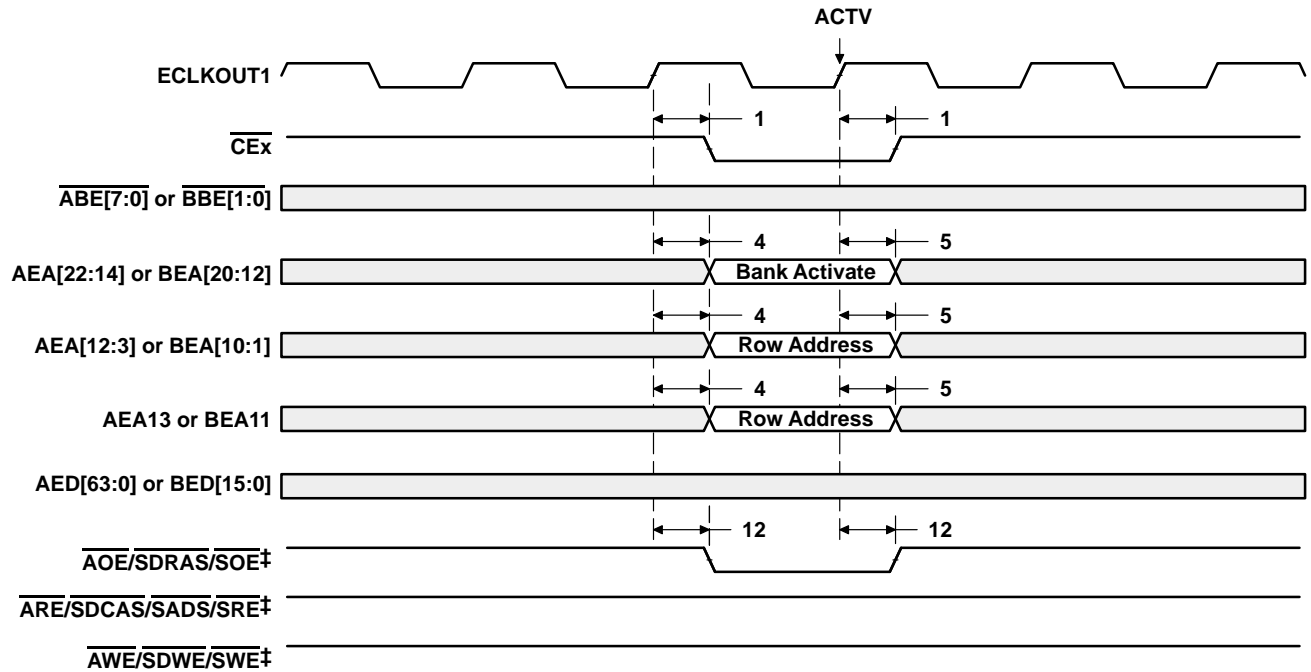 ACTV
ECLKOUT1
1 1
CEx
ABE[7:0] or BBE[1:0]
4 5
AEA[22:14] or BEA[20:12] Bank Activate
4 5
AEA[12:3] or BEA[10:1] Row Address
4 5
AEA13 or BEA11 Row Address
AED[63:0] or BED[15:0]
12 12
AOE/SDRAS/SOE‡
ARE/SDCAS/SADS/SRE‡
AWE/SDWE/SWE‡